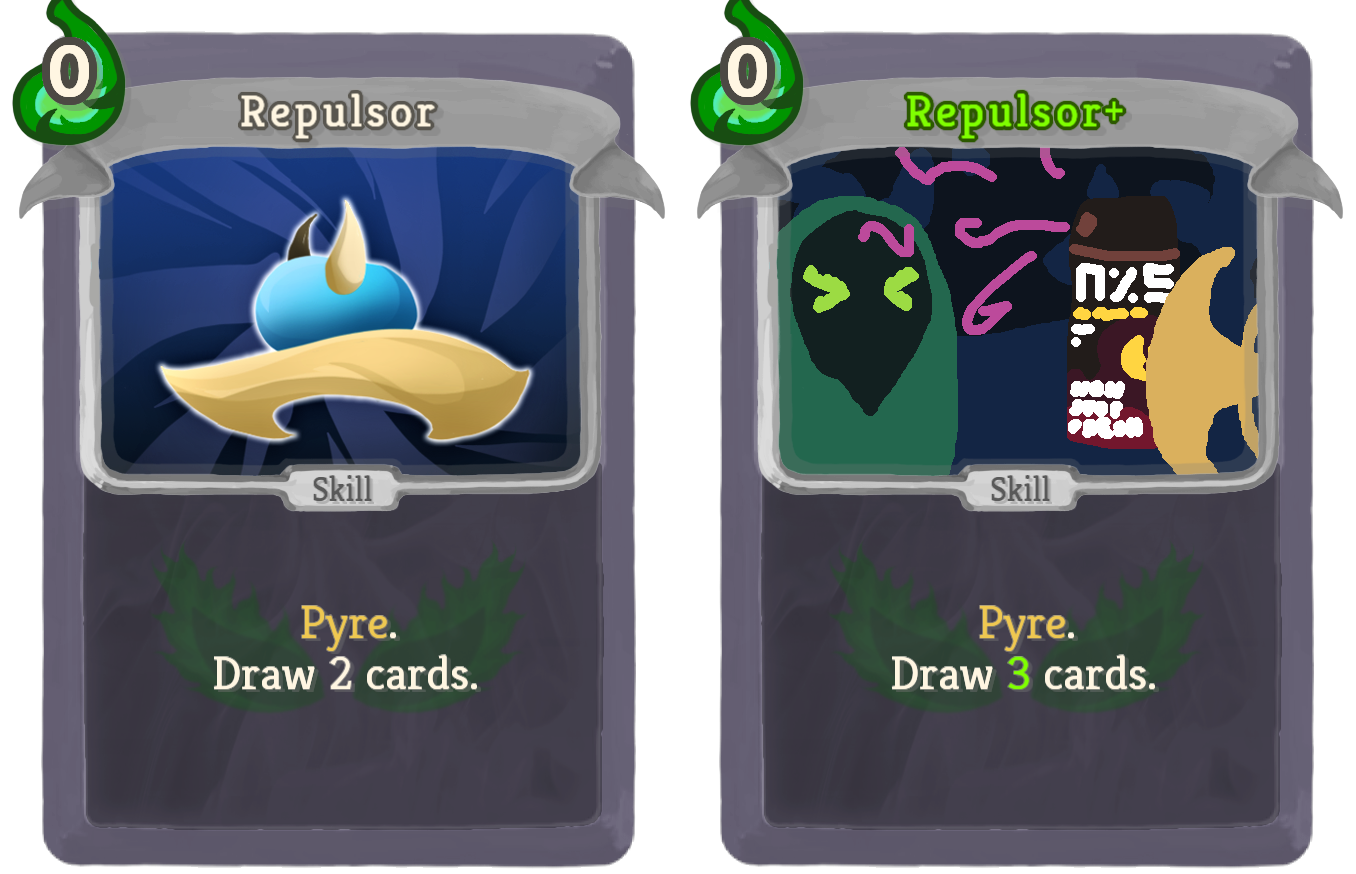 0
Repulsor
Skill
Pyre.
Draw 2 cards.
0
Repulsor+
Skill
Pyre.
Draw 3 cards.